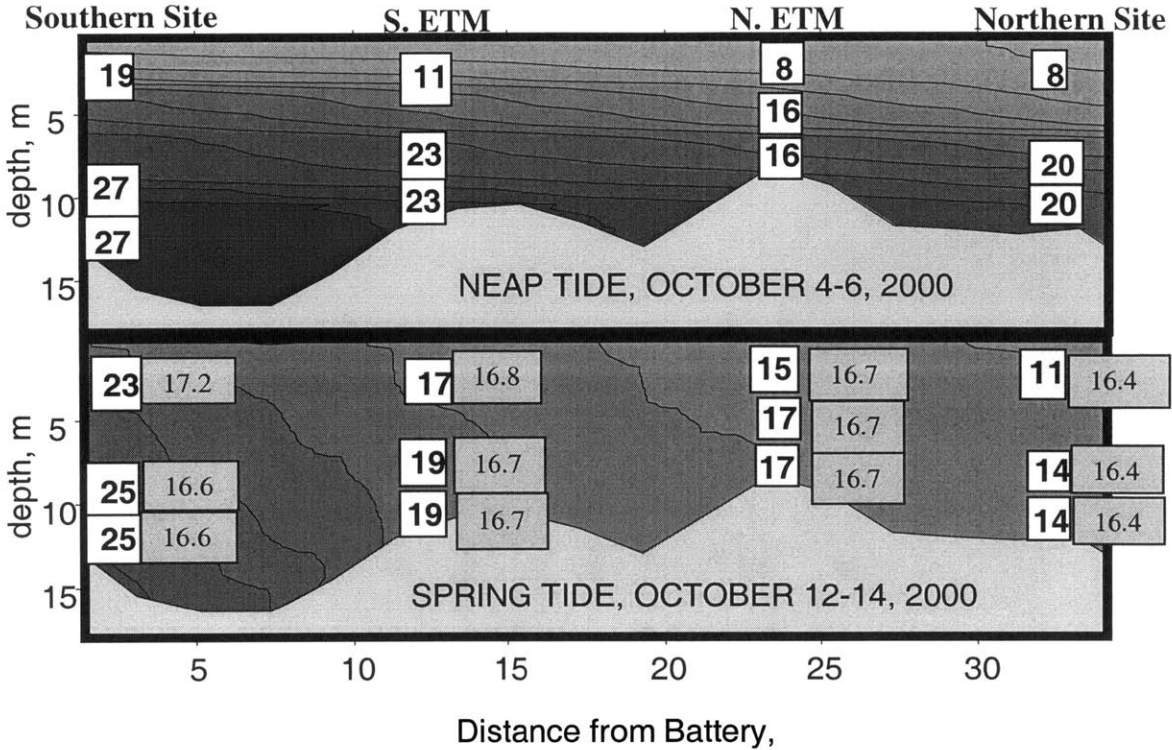 Southern Site S. ETM N. ETM Northern Site
19 11 8 8
5 16
depth, m 23 16 20
27 10 23 20
27
15 NEAP TIDE, OCTOBER 4-6, 2000
23 17.2 17 16.8 15 16.7 11 16.4
5 17 16.7
depth, m 25 16.6 19 16.7 17 16.7 14 16.4
10 25 16.6 19 16.7 14 16.4
15 SPRING TIDE, OCTOBER 12-14, 2000
5 10 15 20 25 30
Distance from Battery,